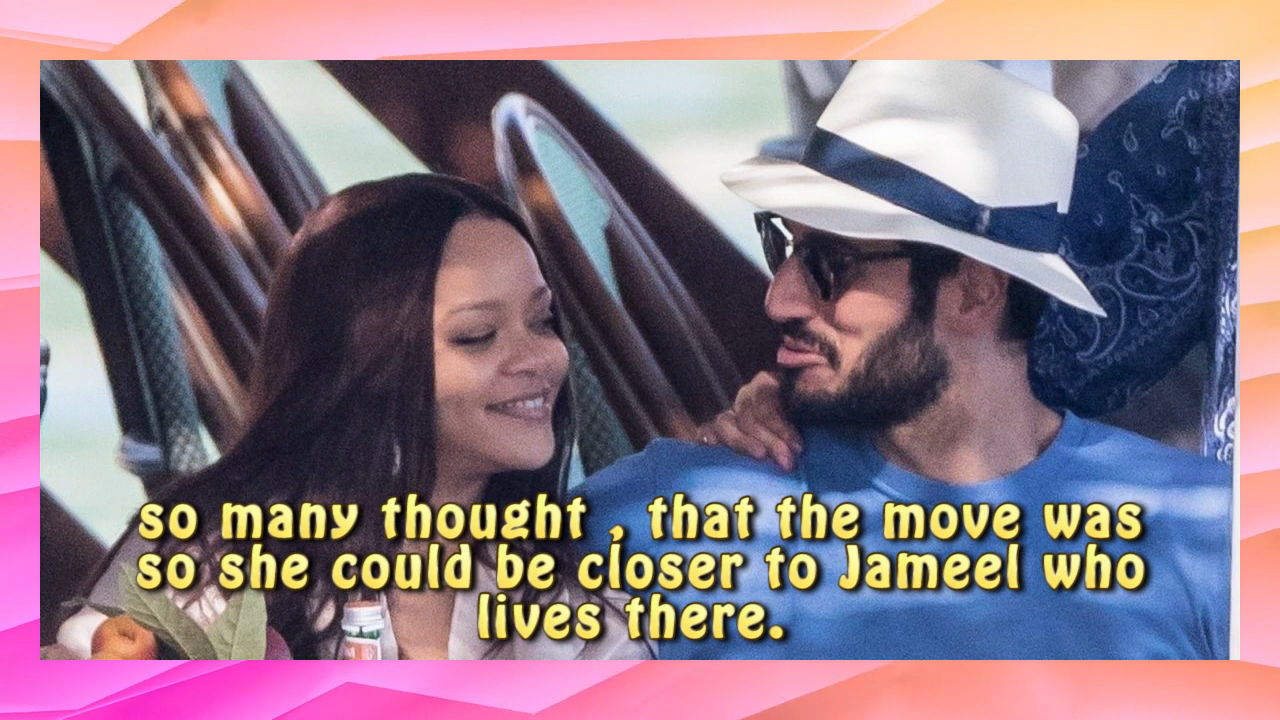 so many thought , that the move was
so she could be closer to Jameel who
lives there.